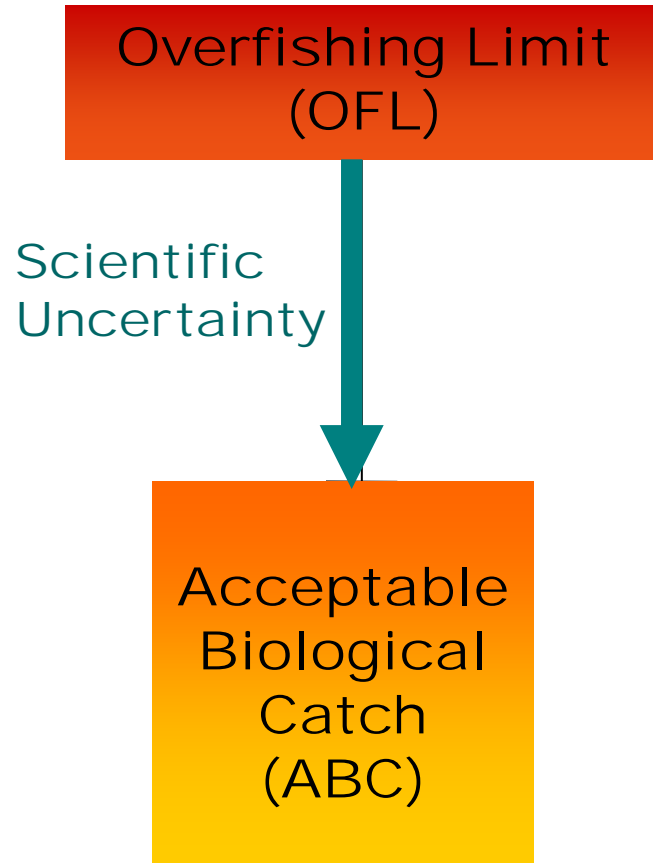 Overfishing Limit
(OFL)
Scientific
Uncertainty
Acceptable
Biological
Catch
(ABC)